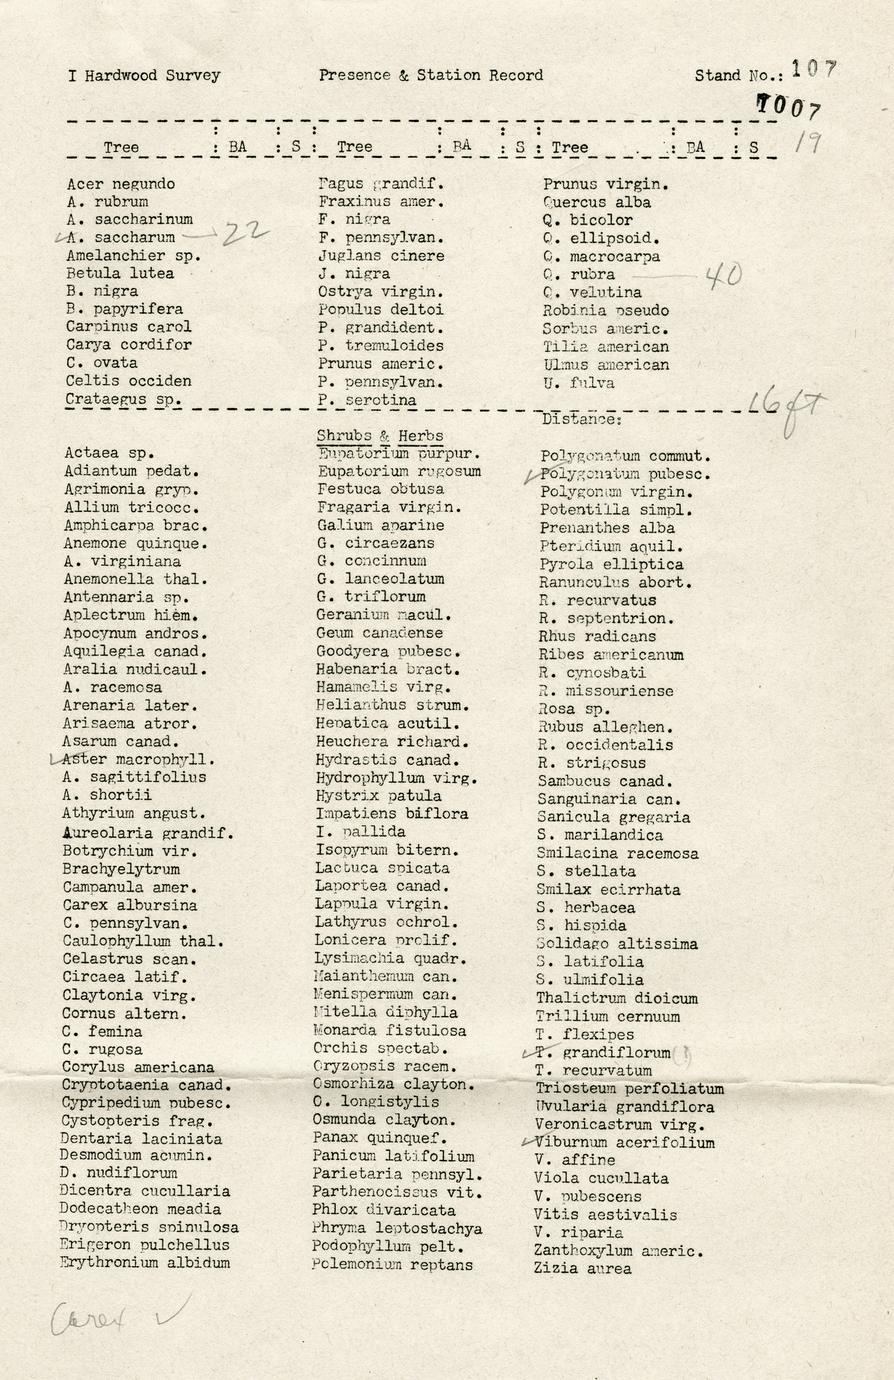 I Hardwood Survey Presence & Station Record Stand No.: 107
7007
Tree : BA : S : Tree : BA : S : Tree : BA : S 19
Acer negundo Fagus grandif. Prunus virgin.
A. rubrum Fraxinus amer. Quercus alba
A. saccharinum F. nigra Q. bicolor
✓ A. saccharum — 22 F. pennsylvan. Q. ellipsoid.
Amelanchier sp. Juglans cinere Q. macrocarpa
Betula lutea J. nigra Q. rubra — 40
B. nigra Ostrya virgin. Q. velutina
B. papyrifera Populus deltoi Robinia pseudo
Carpinus carol P. grandident. Sorbus americ.
Carya cordifor P. tremuloides Tilia american
C. ovata Prunus americ. Ulmus american
Celtis occiden P. pennsylvan. U. fulva
Crataegus sp. P. serotina
Distance: 16 ft
Shrubs & Herbs
Actaea sp. Eupatorium purpur. Polygonatum commut.
Adiantum pedat. Eupatorium rugosum ✓ Polygonatum pubesc.
Agrimonia gryp. Festuca obtusa Polygonum virgin.
Allium tricocc. Fragaria virgin. Potentilla simpl.
Amphicarpa brac. Galium aparine Prenanthes alba
Anemone quinque. G. circaezans Pteridium aquil.
A. virginiana G. concinnum Pyrola elliptica
Anemonella thal. G. lanceolatum Ranunculus abort.
Antennaria sp. G. triflorum R. recurvatus
Aplectrum hiem. Geranium macul. R. septentrion.
Apocynum andros. Geum canadense Rhus radicans
Aquilegia canad. Goodyera pubesc. Ribes americanum
Aralia nudicaul. Habenaria bract. R. cynosbati
A. racemosa Hamamelis virg. R. missouriense
Arenaria later. Helianthus strum. Rosa sp.
Arisaema atror. Hepatica acutil. Rubus alleghen.
Asarum canad. Heuchera richard. R. occidentalis
✓ Aster macrophyll. Hydrastis canad. R. strigosus
A. sagittifolius Hydrophyllum virg. Sambucus canad.
A. shortii Hystrix patula Sanguinaria can.
Athyrium angust. Impatiens biflora Sanicula gregaria
Aureolaria grandif. I. pallida S. marilandica
Botrychium vir. Isopyrum bitern. Smilacina racemosa
Brachyelytrum Lactuca spicata S. stellata
Campanula amer. Laportea canad. Smilax ecirrhata
Carex albursina Lappula virgin. S. herbacea
C. pennsylvan. Lathyrus ochrol. S. hispida
Caulophyllum thal. Lonicera prolif. Solidago altissima
Celastrus scan. Lysimachia quadr. S. latifolia
Circaea latif. Maianthemum can. S. ulmifolia
Claytonia virg. Menispermum can. Thalictrum dioicum
Cornus altern. Mitella diphylla Trillium cernuum
C. femina Monarda fistulosa T. flexipes
C. rugosa Orchis spectab. ✓ T. grandiflorum (?)
Corylus americana Oryzopsis racem. T. recurvatum
Cryptotaenia canad. Osmorhiza clayton. Triosteum perfoliatum
Cypripedium pubesc. O. longistylis Uvularia grandiflora
Cystopteris frag. Osmunda clayton. Veronicastrum virg.
Dentaria laciniata Panax quinquef. ✓ Viburnum acerifolium
Desmodium acumin. Panicum latifolium V. affine
D. nudiflorum Parietaria pennsyl. Viola cucullata
Dicentra cucullaria Parthenocissus vit. V. pubescens
Dodecatheon meadia Phlox divaricata Vitis aestivalis
Dryopteris spinulosa Phryma leptostachya V. riparia
Erigeron pulchellus Podophyllum pelt. Zanthoxylum americ.
Erythronium albidum Polemonium reptans Zizia aurea
Carex ✓